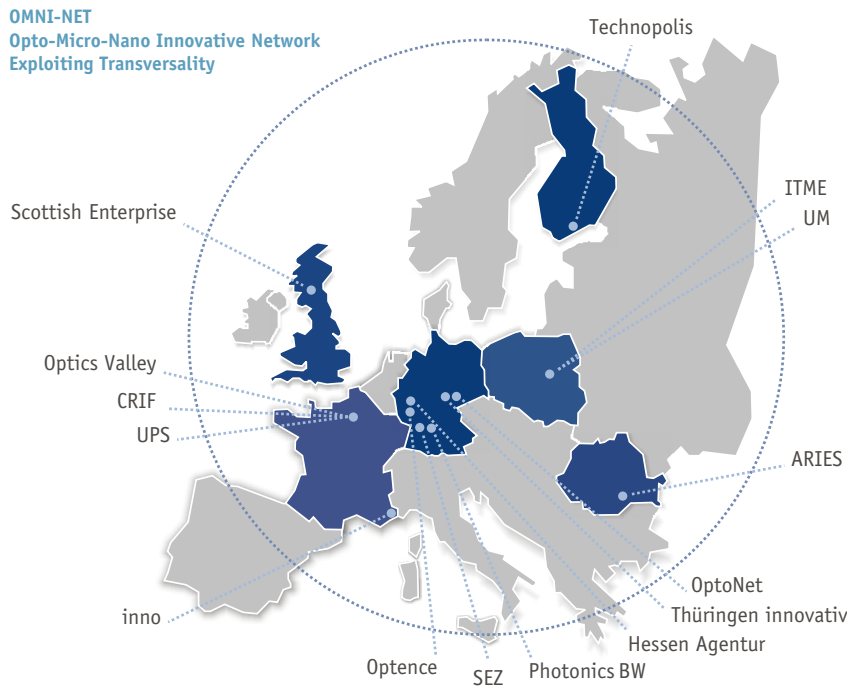 OMNI-NET
Opto-Micro-Nano Innovative Network
Exploiting Transversality
Technopolis
ITME
UM
Scottish Enterprise
Optics Valley
CRIF
UPS
ARIES
OptoNet
Thüringen innovativ
Hessen Agentur
inno
Optence
SEZ
Photonics BW